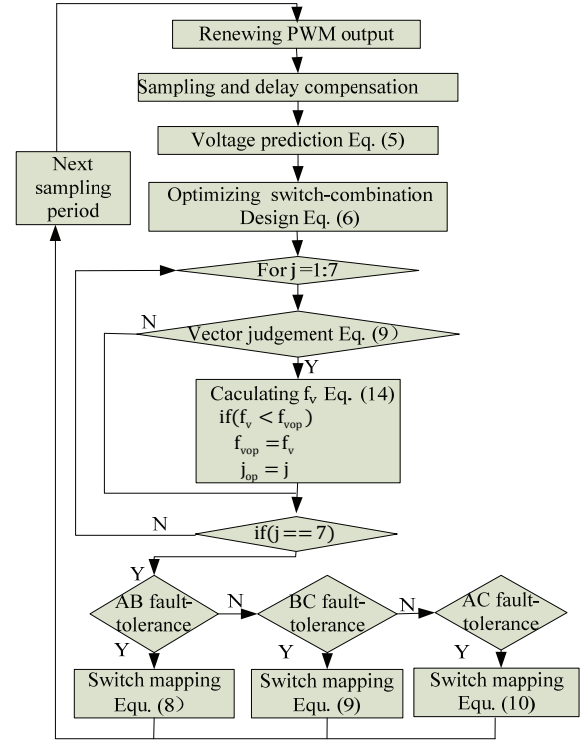 Renewing PWM output
Sampling and delay compensation
Voltage prediction Eq. (5)
Next
sampling
period
Optimizing switch-combination
Design Eq. (6)
For j=1:7
N
Vector judgement Eq. (9)
Y
Caculating fv Eq. (14)
if(fv < fvop)
fvop = fv
jop = j
N
if(j==7)
Y
AB fault-
tolerance
N
BC fault-
tolerance
N
AC fault-
tolerance
Y
Y
Y
Switch mapping
Equ. (8)
Switch mapping
Equ. (9)
Switch mapping
Equ. (10)